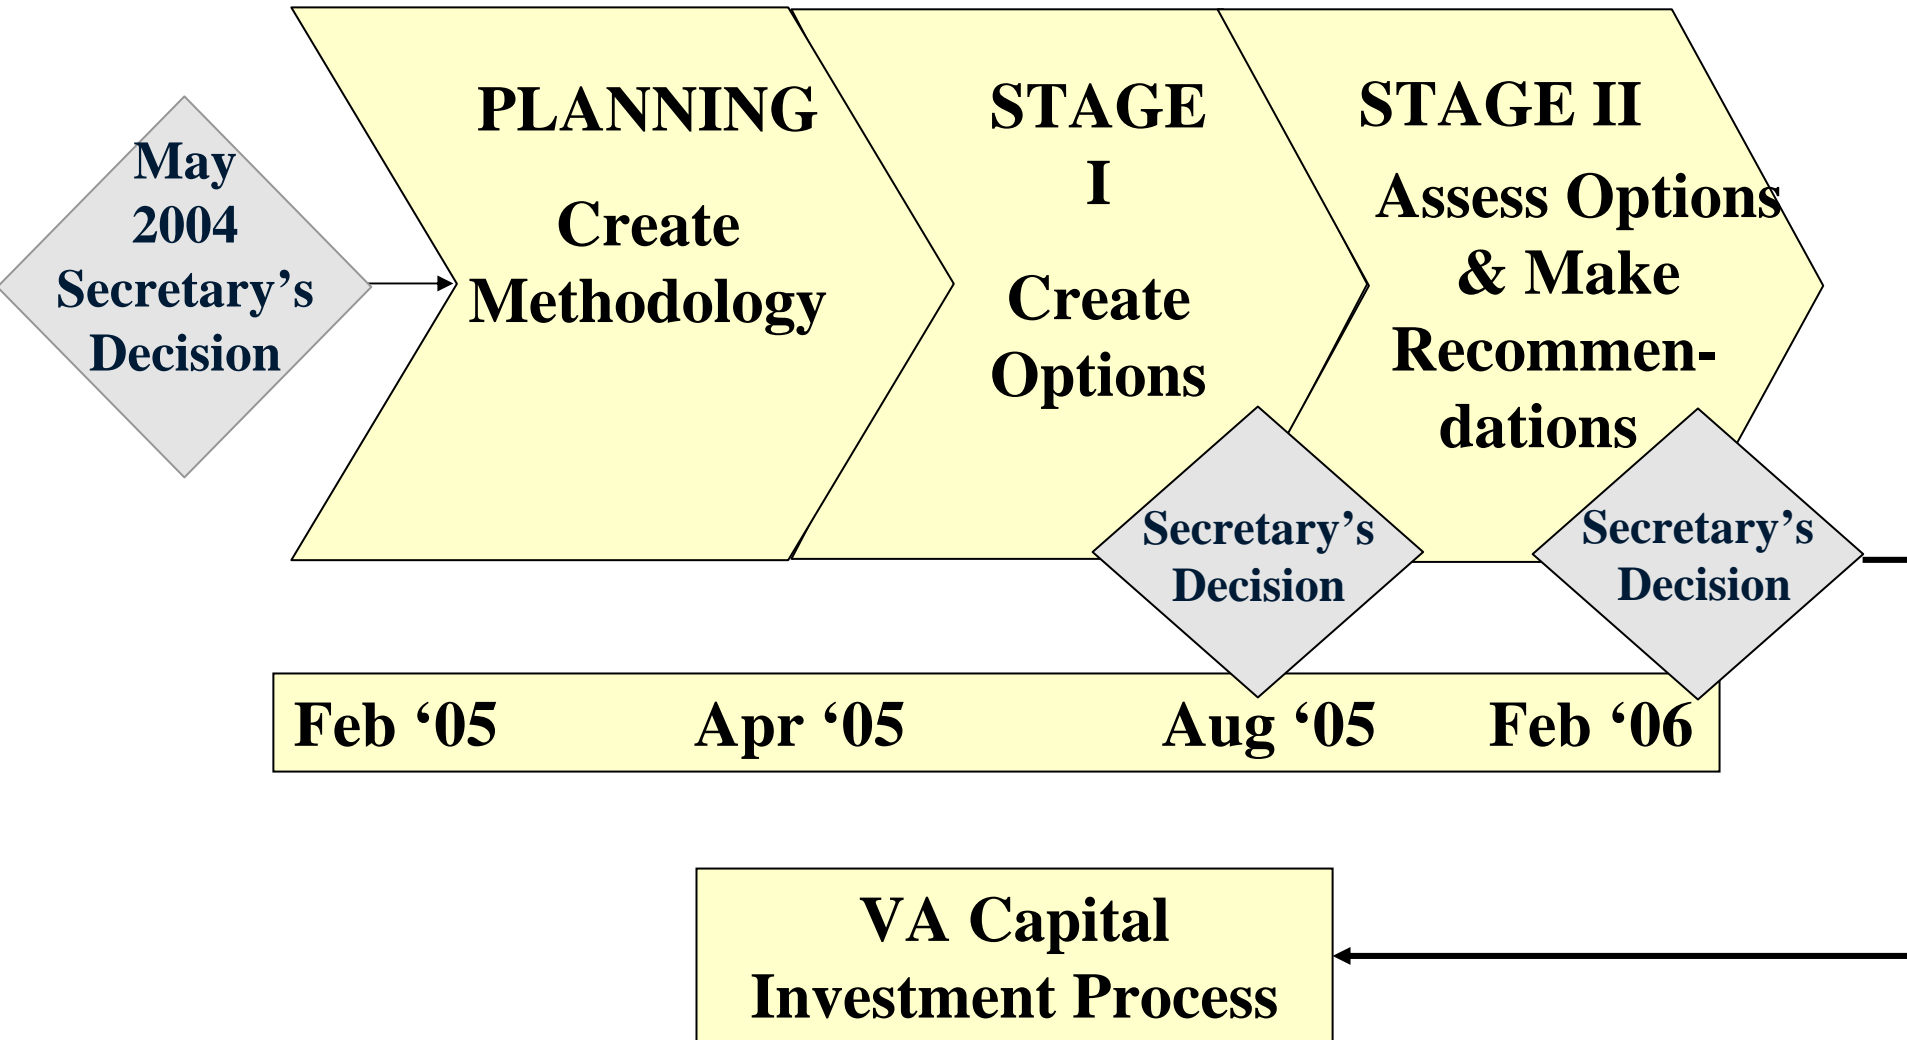 May
2004
Secretary’s
Decision
PLANNING
Create
Methodology
STAGE
I
Create
Options
STAGE II
Assess Options
& Make
Recommen-
dations
Secretary’s
Decision
Secretary’s
Decision
Feb ‘05 Apr ‘05 Aug ‘05 Feb ‘06
VA Capital
Investment Process